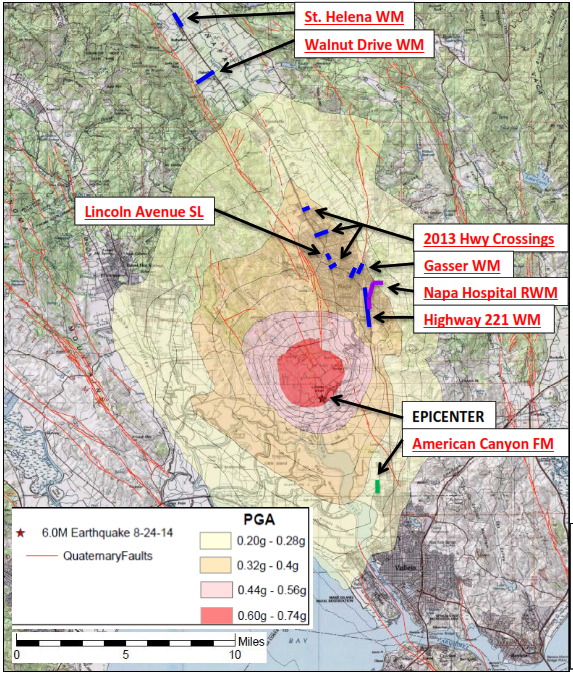 St. Helena WM
Walnut Drive WM
Lincoln Avenue SL
2013 Hwy Crossings
Gasser WM
Napa Hospital RWM
Highway 221 WM
EPICENTER
American Canyon FM
PGA
6.0M Earthquake 8-24-14
QuaternaryFaults
0.20g - 0.28g
0.32g - 0.4g
0.44g - 0.56g
0.60g - 0.74g
Vallejo
Miles
0 5 10
BAY